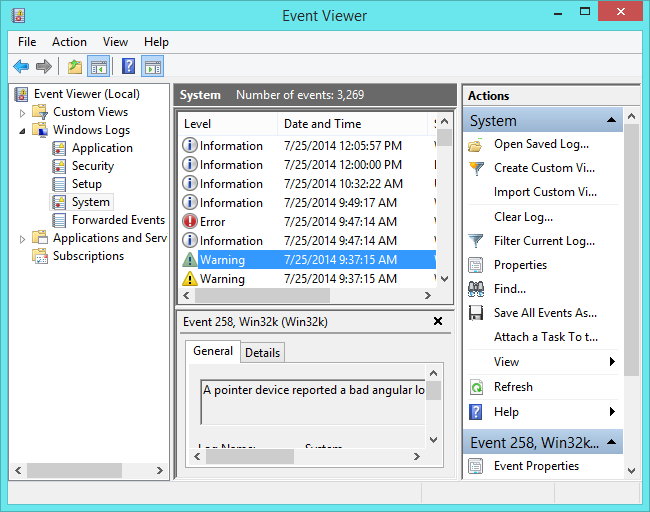 Event Viewer
File Action View Help
Event Viewer (Local)
Custom Views
Windows Logs
Application
Security
Setup
System
Forwarded Events
Applications and Serv
Subscriptions
System Number of events: 3,269
Level Date and Time
Information 7/25/2014 12:05:57 PM
Information 7/25/2014 12:00:00 PM
Information 7/25/2014 10:32:22 AM
Information 7/25/2014 9:49:17 AM
Error 7/25/2014 9:47:14 AM
Information 7/25/2014 9:47:14 AM
Warning 7/25/2014 9:37:15 AM
Warning 7/25/2014 9:37:15 AM
Event 258, Win32k (Win32k)
General Details
A pointer device reported a bad angular lo
Log Name: System
Actions
System
Open Saved Log...
Create Custom Vi...
Import Custom Vi...
Clear Log...
Filter Current Log...
Properties
Find...
Save All Events As...
Attach a Task To t...
View
Refresh
Help
Event 258, Win32k...
Event Properties